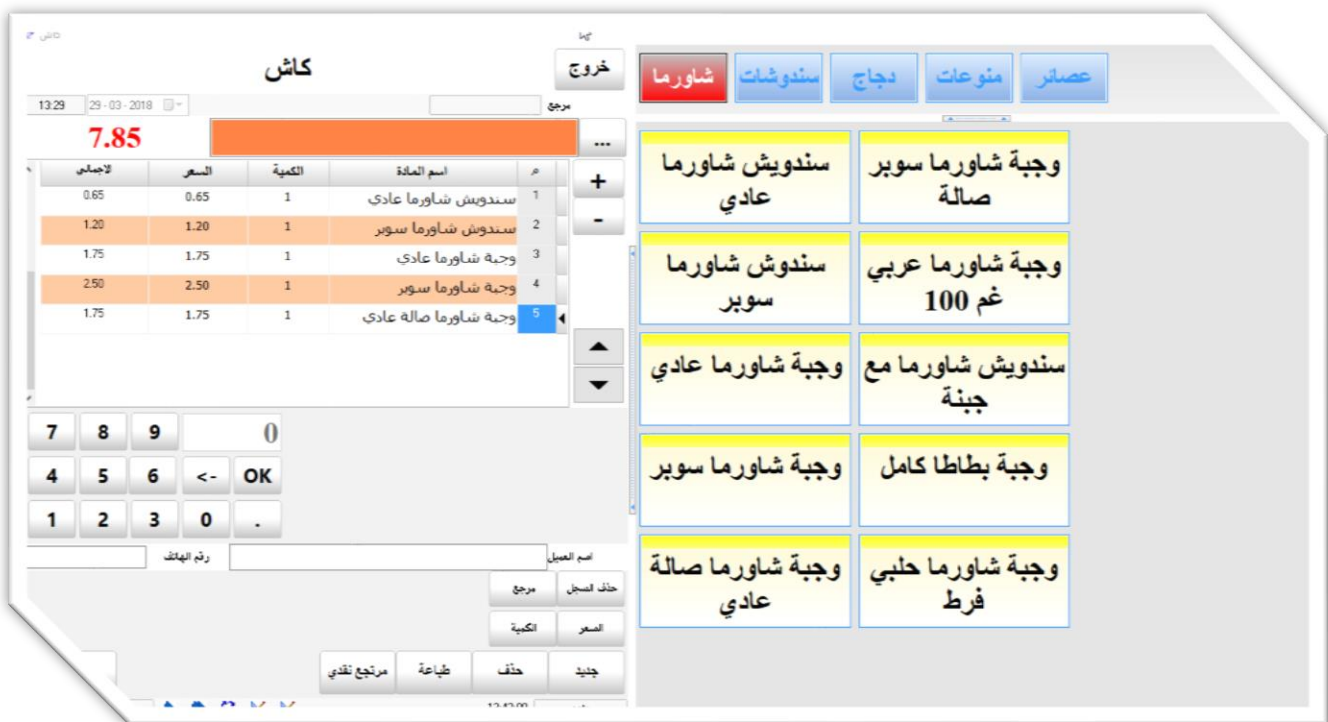 كاش
كاش
خروج
مرجع
29-03-2018
13:29
...
7.85
م اسم المادة الكمية السعر الاجمالي
1 سندويش شاورما عادي 1 0.65 0.65
2 سندوش شاورما سوبر 1 1.20 1.20
3 وجبة شاورما عادي 1 1.75 1.75
4 وجبة شاورما سوبر 1 2.50 2.50
5 وجبة شاورما صالة عادي 1 1.75 1.75
+
-
7 8 9 0
4 5 6 <- OK
1 2 3 0 .
اسم العميل
رقم الهاتف
حذف السجل مرجع
السعر الكمية
جديد حذف طباعة مرتجع نقدي
شاورما سندوشات دجاج منوعات عصائر
وجبة شاورما سوبر
صالة
سندويش شاورما
عادي
وجبة شاورما عربي
100 غم
سندوش شاورما
سوبر
سندويش شاورما مع
جبنة
وجبة شاورما عادي
وجبة بطاطا كامل
وجبة شاورما سوبر
وجبة شاورما حلبي
فرط
وجبة شاورما صالة
عادي